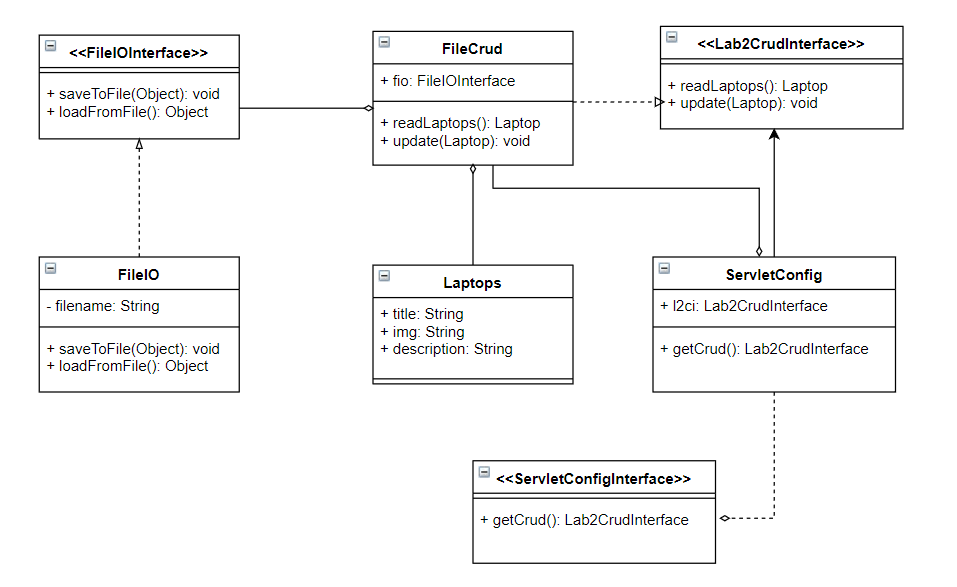 <<FileIOInterface>>
+ saveToFile(Object): void
+ loadFromFile(): Object
FileCrud
+ fio: FileIOInterface
+ readLaptops(): Laptop
+ update(Laptop): void
<<Lab2CrudInterface>>
+ readLaptops(): Laptop
+ update(Laptop): void
FileIO
- filename: String
+ saveToFile(Object): void
+ loadFromFile(): Object
Laptops
+ title: String
+ img: String
+ description: String
ServletConfig
+ l2ci: Lab2CrudInterface
+ getCrud(): Lab2CrudInterface
<<ServletConfigInterface>>
+ getCrud(): Lab2CrudInterface